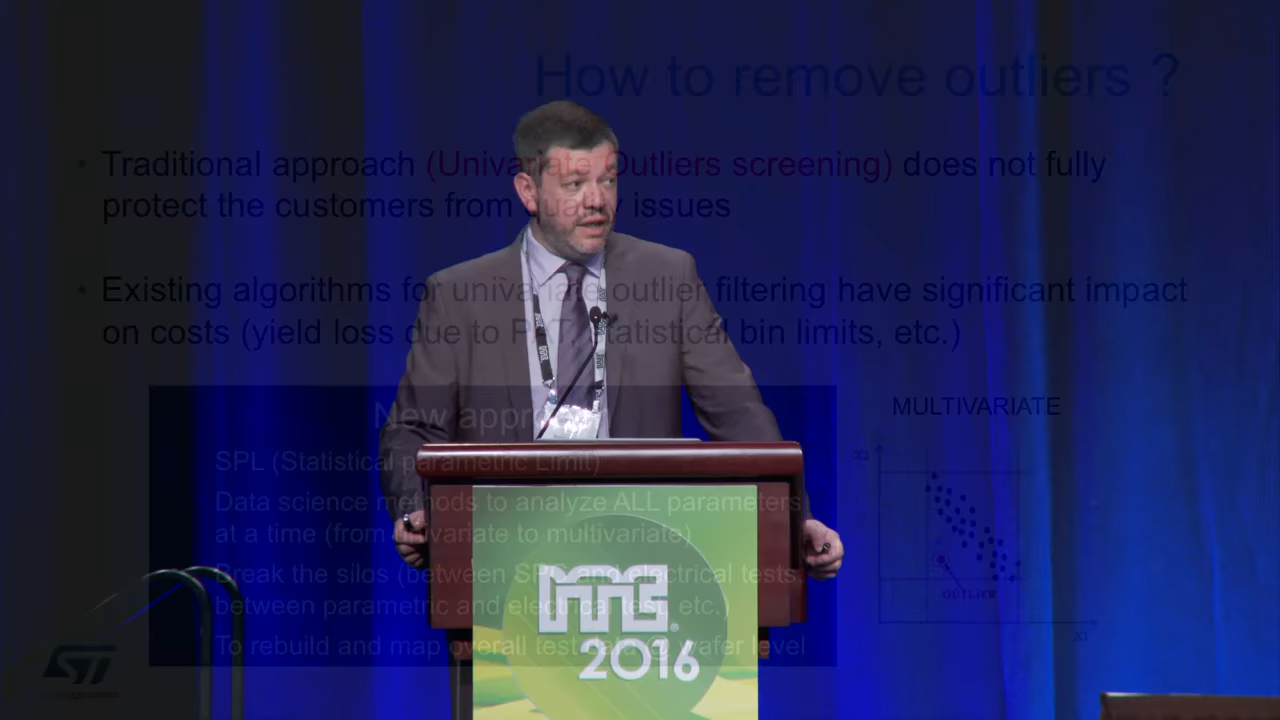 How to remove outliers ?
• Traditional approach (Univariate Outliers screening) does not fully
protect the customers from issues
• Existing algorithms for univariate outlier filtering have significant impact
on costs (yield loss due to PAT, statistical bin limits, etc.)
New approach
SPL (Statistical parametric Limit)
Data science methods to analyze ALL parameters
at a time (from univariate to multivariate)
Break the silos (between and electrical tests,
between parametric and electrical test, etc.)
To rebuild and map overall test wafer level
MULTIVARIATE
X2
OUTLIER
X1
ST
2016